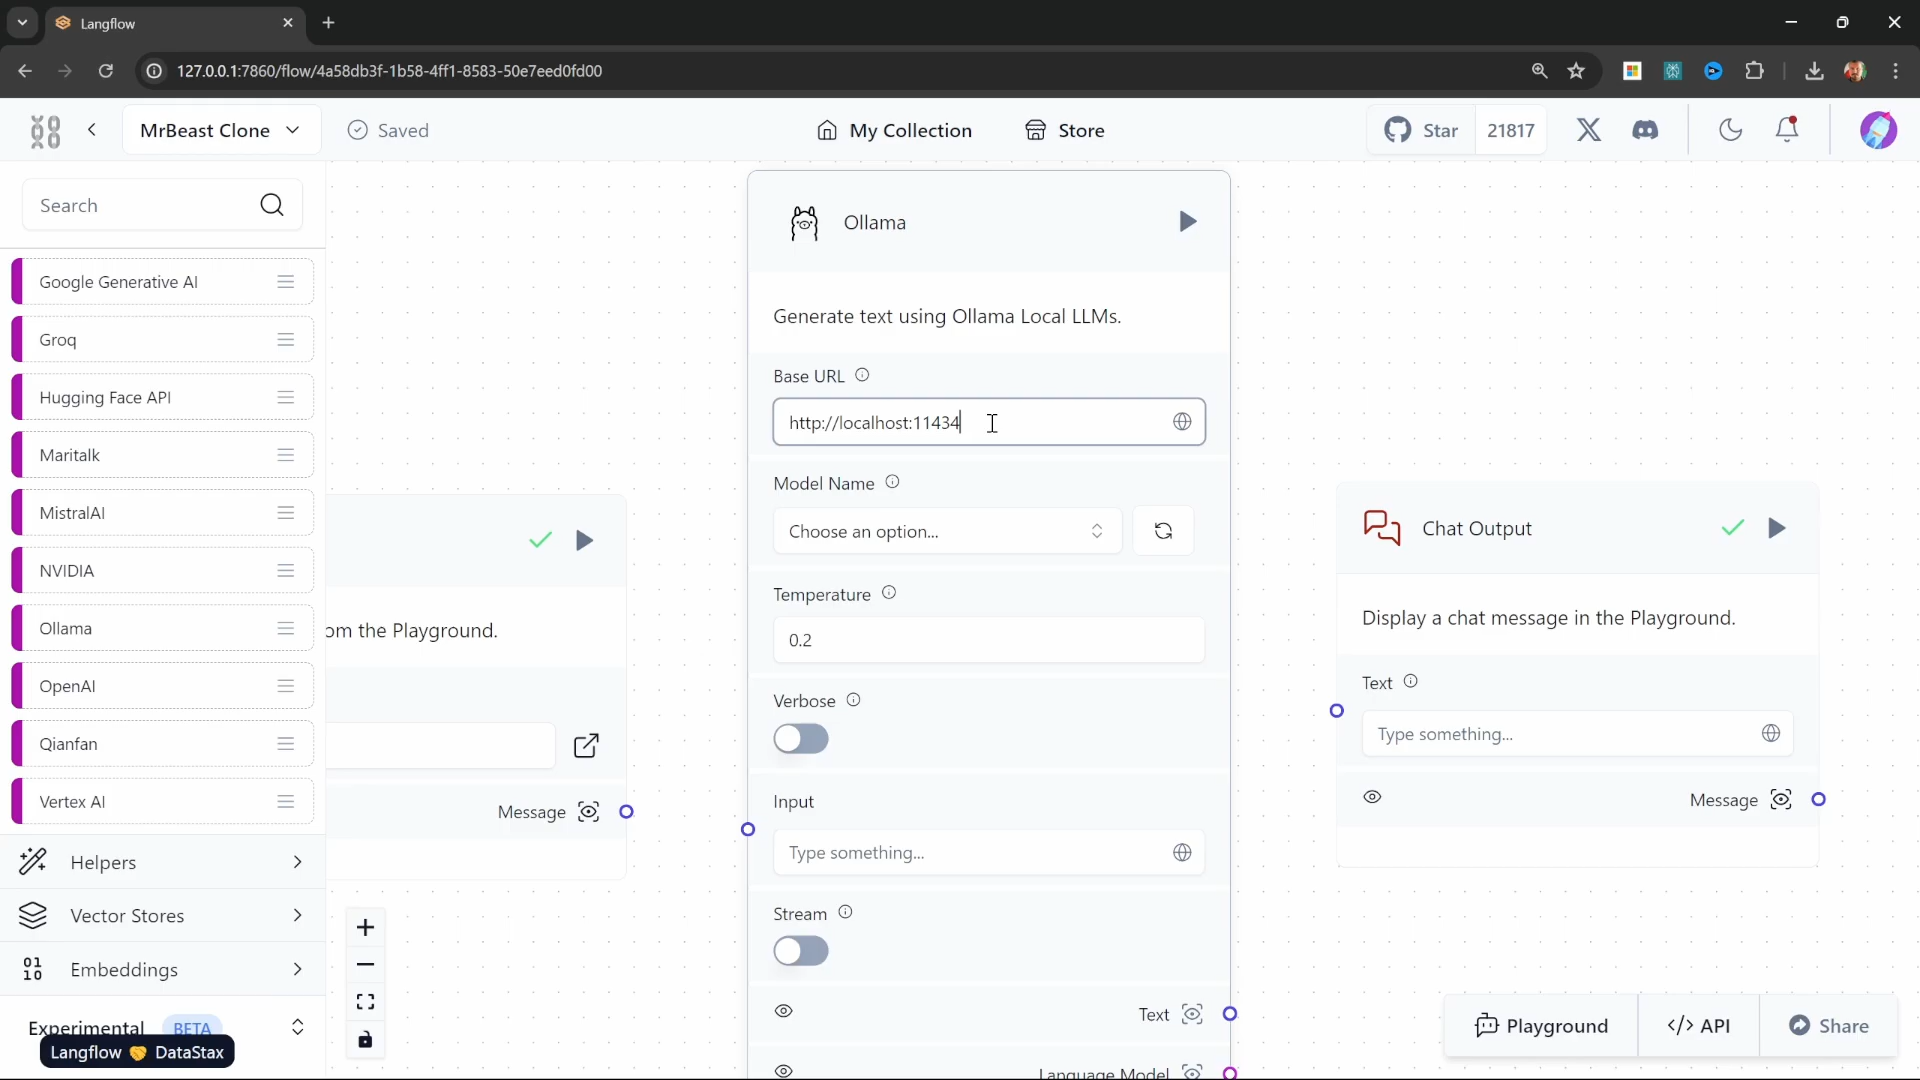 Langflow
127.0.0.1:7860/flow/4a58db3f-1b58-4ff1-8583-50e7eed0fd00
MrBeast Clone
Saved
My Collection
Store
Star
21817
Search
Google Generative AI
Groq
Hugging Face API
Maritalk
MistralAI
NVIDIA
Ollama
OpenAI
Qianfan
Vertex AI
Helpers
Vector Stores
Embeddings
Experimental BETA
Langflow 🤝 DataStax
om the Playground.
Message
Ollama
Generate text using Ollama Local LLMs.
Base URL
http://localhost:11434
Model Name
Choose an option...
Temperature
0.2
Verbose
Input
Type something...
Stream
Text
Language Model
Chat Output
Display a chat message in the Playground.
Text
Type something...
Message
Playground
</> API
Share